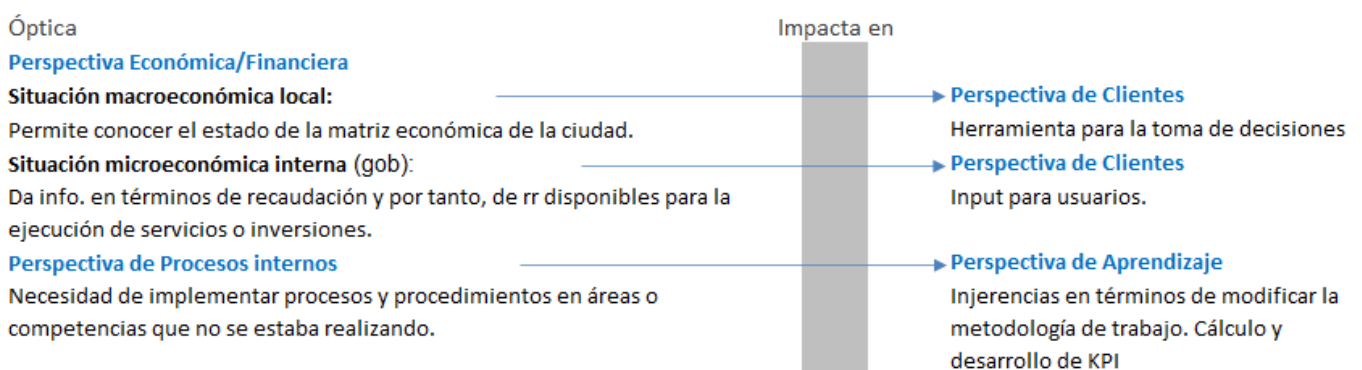 Óptica
Impacta en
Perspectiva Económica/Financiera
Situación macroeconómica local:
Perspectiva de Clientes
Permite conocer el estado de la matriz económica de la ciudad.
Herramienta para la toma de decisiones
Situación microeconómica interna (gob):
Perspectiva de Clientes
Da info. en términos de recaudación y por tanto, de rr disponibles para la
Input para usuarios.
ejecución de servicios o inversiones.
Perspectiva de Procesos internos
Perspectiva de Aprendizaje
Necesidad de implementar procesos y procedimientos en áreas o
Injerencias en términos de modificar la
competencias que no se estaba realizando.
metodología de trabajo. Cálculo y
desarrollo de KPI